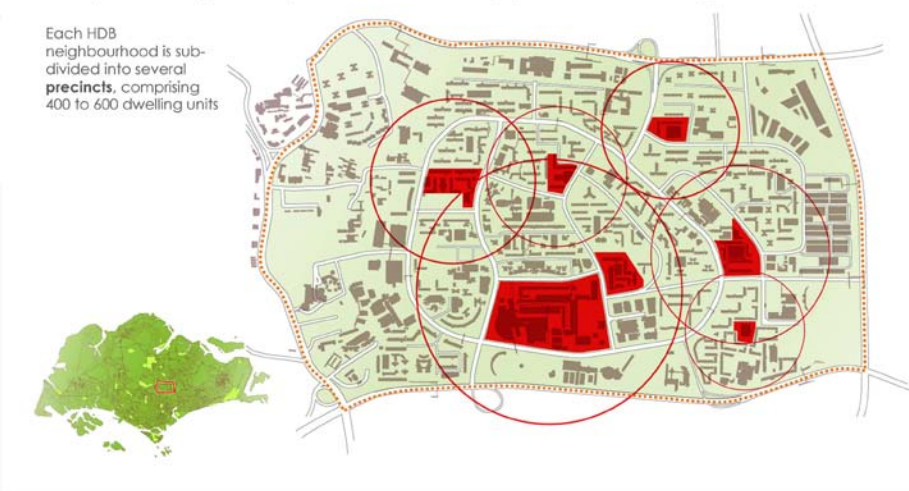 Each HDB
neighbourhood is sub-
divided into several
precincts, comprising
400 to 600 dwelling units